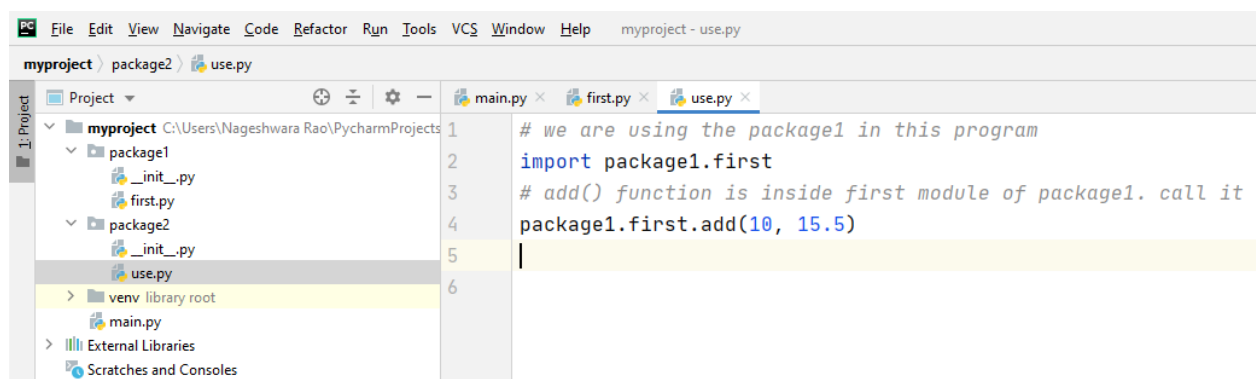 PC File Edit View Navigate Code Refactor Run Tools VCS Window Help myproject - use.py
myproject package2 use.py
1: Project
Project
main.py first.py use.py
myproject C:\Users\Nageshwara Rao\PycharmProjects
package1
__init__.py
first.py
package2
__init__.py
use.py
venv library root
main.py
External Libraries
Scratches and Consoles
1 # we are using the package1 in this program
2 import package1.first
3 # add() function is inside first module of package1. call it
4 package1.first.add(10, 15.5)
5
6